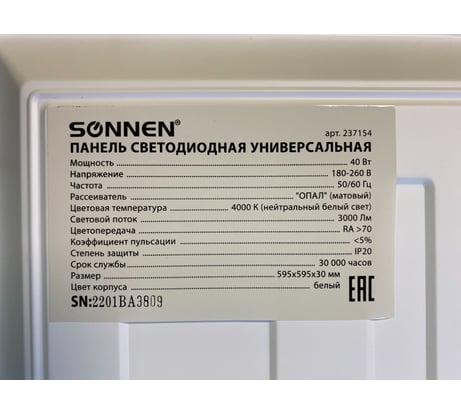 SONNEN®
арт. 237154
ПАНЕЛЬ СВЕТОДИОДНАЯ УНИВЕРСАЛЬНАЯ
Мощность 40 Вт
Напряжение 180-260 В
Частота 50/60 Гц
Рассеиватель "ОПАЛ" (матовый)
Цветовая температура 4000 К (нейтральный белый свет)
Световой поток 3000 Лм
Цветопередача RA >70
Коэффициент пульсации <5%
Степень защиты IP20
Срок службы 30 000 часов
Размер 595x595x30 мм
Цвет корпуса белый
SN:2201BA3809
EAC